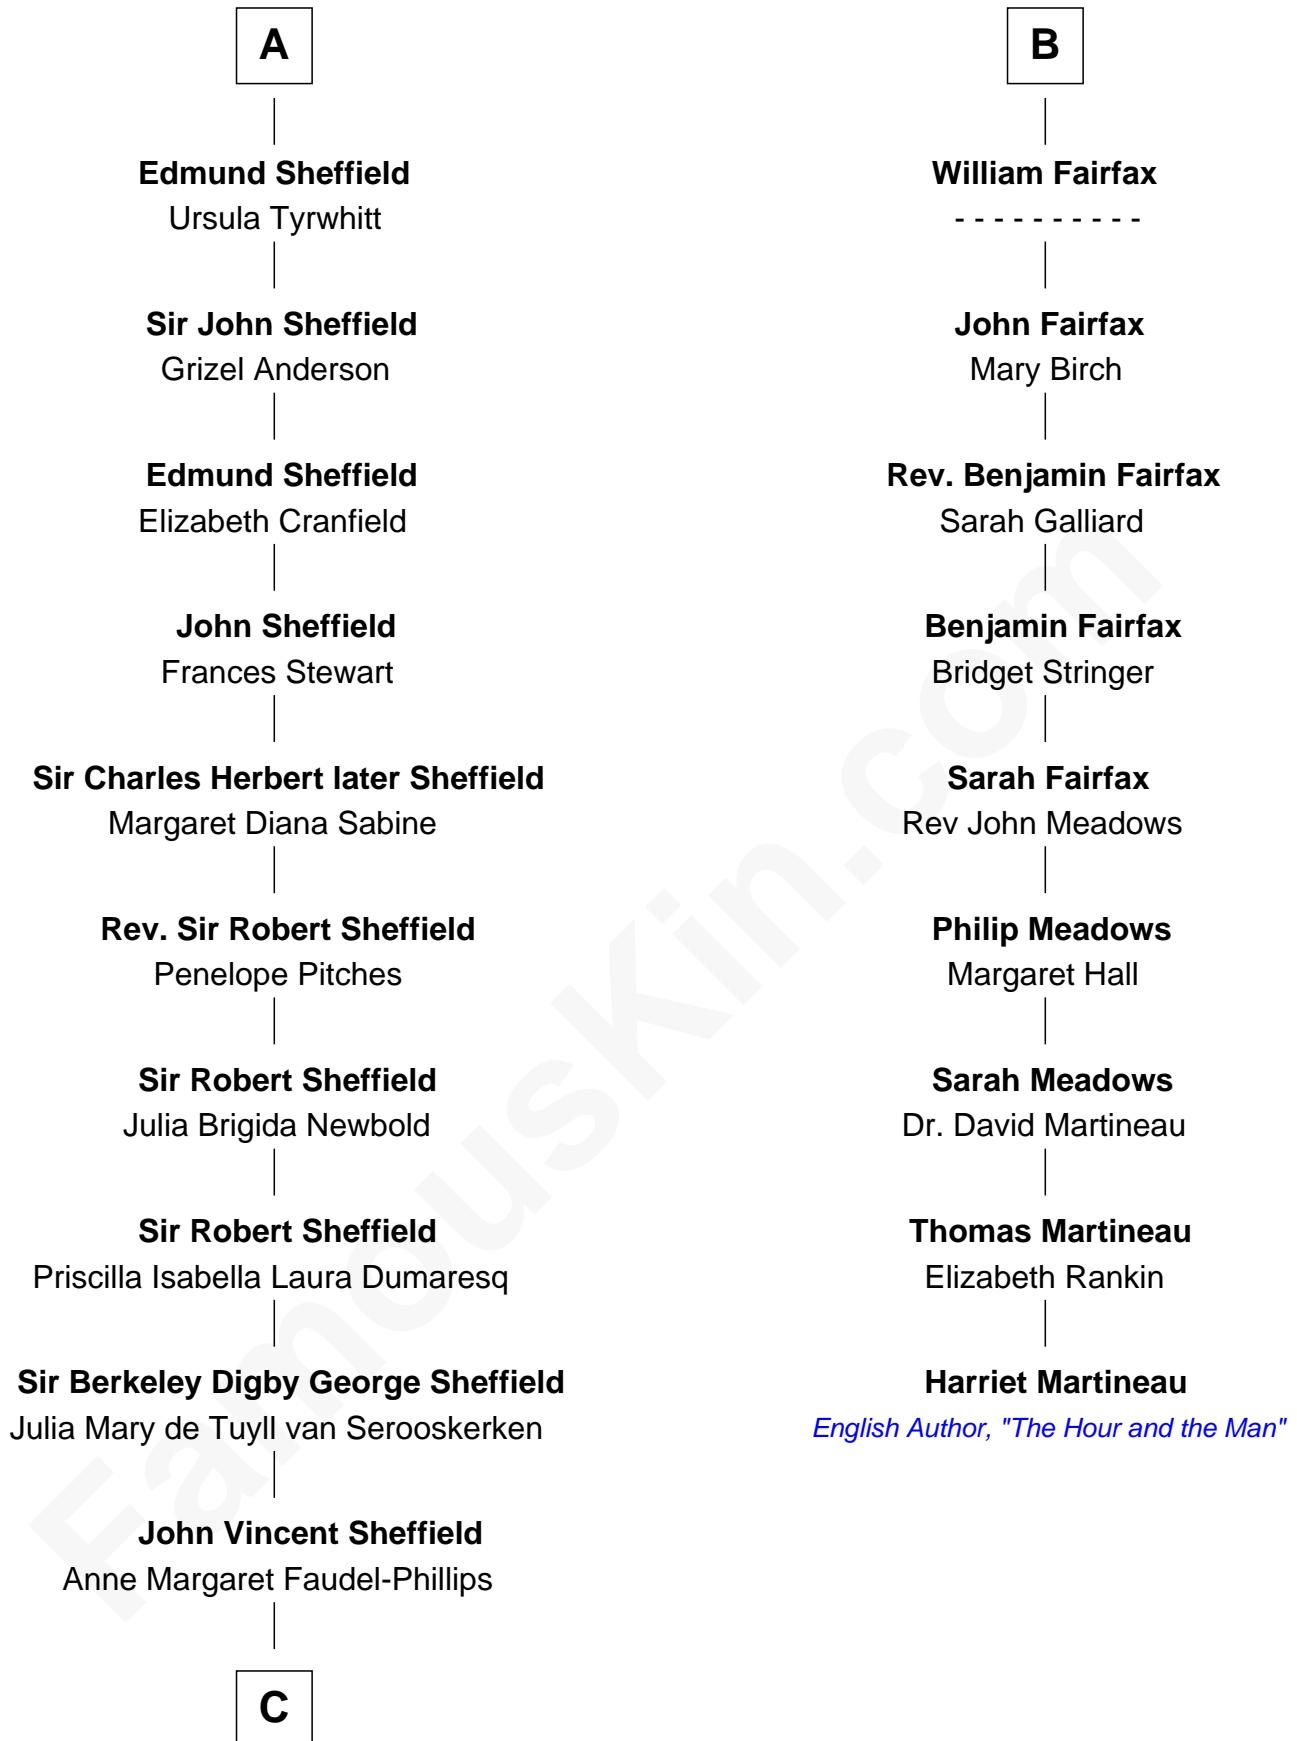 A
Edmund Sheffield
Ursula Tyrwhitt
Sir John Sheffield
Grizel Anderson
Edmund Sheffield
Elizabeth Cranfield
John Sheffield
Frances Stewart
Sir Charles Herbert later Sheffield
Margaret Diana Sabine
Rev. Sir Robert Sheffield
Penelope Pitches
Sir Robert Sheffield
Julia Brigida Newbold
Sir Robert Sheffield
Priscilla Isabella Laura Dumaresq
Sir Berkeley Digby George Sheffield
Julia Mary de Tuyll van Serooskerken
John Vincent Sheffield
Anne Margaret Faudel-Phillips
C
B
William Fairfax
- - - - - - - - - -
John Fairfax
Mary Birch
Rev. Benjamin Fairfax
Sarah Galliard
Benjamin Fairfax
Bridget Stringer
Sarah Fairfax
Rev John Meadows
Philip Meadows
Margaret Hall
Sarah Meadows
Dr. David Martineau
Thomas Martineau
Elizabeth Rankin
Harriet Martineau
English Author, "The Hour and the Man"
FamousKin.com